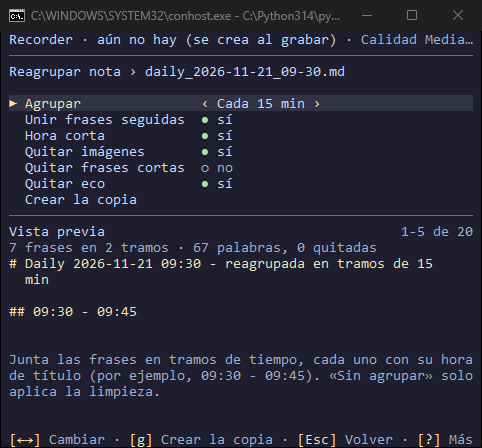 C:\WINDOWS\SYSTEM32\conhost.exe - C:\Python314\py...
Recorder · aún no hay (se crea al grabar) · Calidad Media…
Reagrupar nota › daily_2026-11-21_09-30.md
► Agrupar ‹ Cada 15 min ›
Unir frases seguidas ● sí
Hora corta ● sí
Quitar imágenes ● sí
Quitar frases cortas ○ no
Quitar eco ● sí
Crear la copia
Vista previa 1-5 de 20
7 frases en 2 tramos · 67 palabras, 0 quitadas
# Daily 2026-11-21 09:30 - reagrupada en tramos de 15
min
## 09:30 - 09:45
Junta las frases en tramos de tiempo, cada uno con su hora
de título (por ejemplo, 09:30 - 09:45). «Sin agrupar» solo
aplica la limpieza.
[↔] Cambiar · [g] Crear la copia · [Esc] Volver · [?] Más